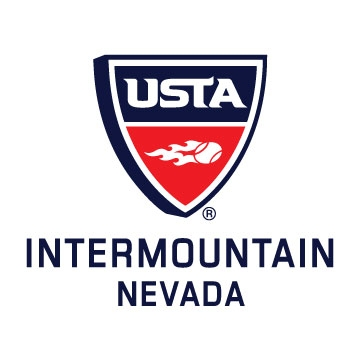 USTA
®
INTERMOUNTAIN
NEVADA